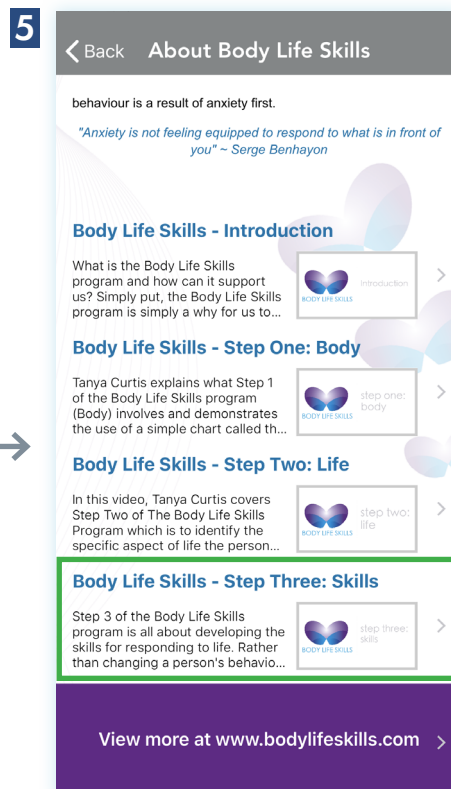 5
Back About Body Life Skills
behaviour is a result of anxiety first.
"Anxiety is not feeling equipped to respond to what is in front of
you" ~ Serge Benhayon
Body Life Skills - Introduction
What is the Body Life Skills
program and how can it support
us? Simply put, the Body Life Skills
program is simply a why for us to...
BODY LIFE SKILLS
introduction
Body Life Skills - Step One: Body
Tanya Curtis explains what Step 1
of the Body Life Skills program
(Body) involves and demonstrates
the use of a simple chart called th...
BODY LIFE SKILLS
step one:
body
Body Life Skills - Step Two: Life
In this video, Tanya Curtis covers
Step Two of The Body Life Skills
Program which is to identify the
specific aspect of life the person...
BODY LIFE SKILLS
step two:
life
Body Life Skills - Step Three: Skills
Step 3 of the Body Life Skills
program is all about developing the
skills for responding to life. Rather
than changing a person's behavio...
BODY LIFE SKILLS
step three:
skills
View more at www.bodylifeskills.com